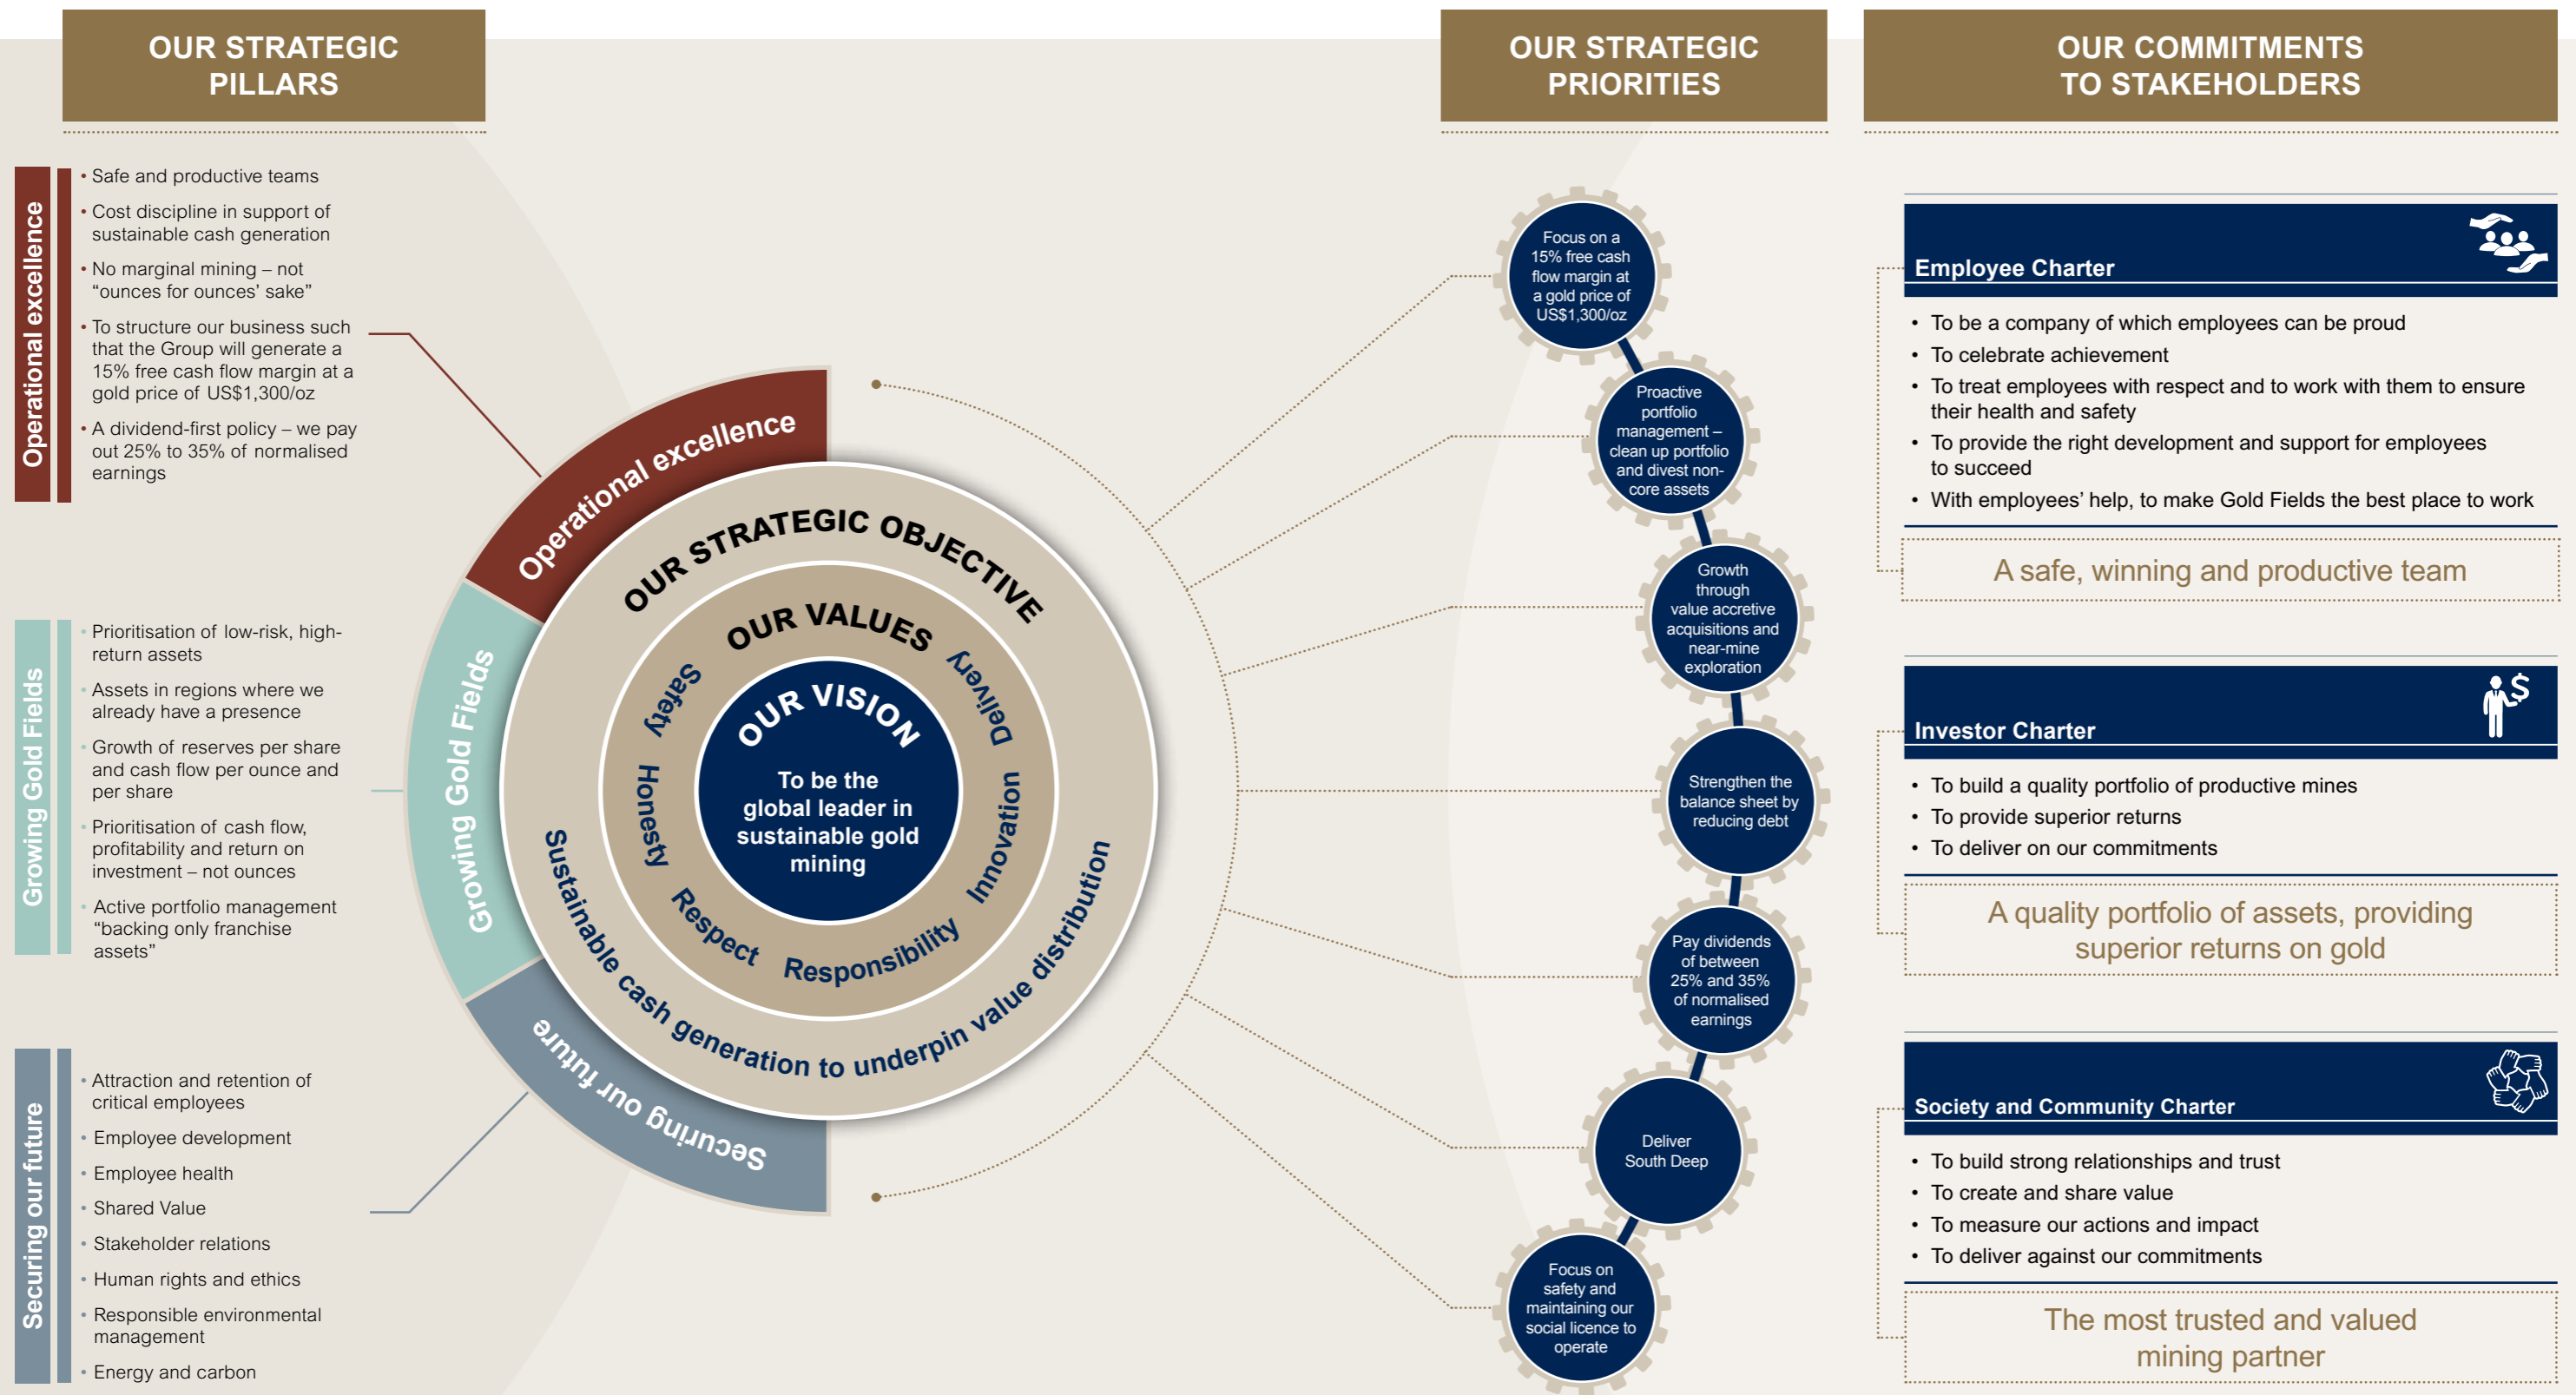 OUR STRATEGIC
PILLARS
Operational excellence
• Safe and productive teams
• Cost discipline in support of
sustainable cash generation
• No marginal mining – not
“ounces for ounces’ sake”
• To structure our business such
that the Group will generate a
15% free cash flow margin at a
gold price of US$1,300/oz
• A dividend-first policy – we pay
out 25% to 35% of normalised
earnings
Growing Gold Fields
• Prioritisation of low-risk, high-
return assets
• Assets in regions where we
already have a presence
• Growth of reserves per share
and cash flow per ounce and
per share
• Prioritisation of cash flow,
profitability and return on
investment – not ounces
• Active portfolio management
“backing only franchise
assets”
Securing our future
• Attraction and retention of
critical employees
• Employee development
• Employee health
• Shared Value
• Stakeholder relations
• Human rights and ethics
• Responsible environmental
management
• Energy and carbon
Operational excellence
Growing Gold Fields
Securing our future
OUR STRATEGIC OBJECTIVE
Sustainable cash generation to underpin value distribution
OUR VALUES
Safety
Honesty
Respect
Responsibility
Innovation
Delivery
OUR VISION
To be the
global leader in
sustainable gold
mining
OUR STRATEGIC
PRIORITIES
Focus on a
15% free cash
flow margin at
a gold price of
US$1,300/oz
Proactive
portfolio
management –
clean up portfolio
and divest non-
core assets
Growth
through
value accretive
acquisitions and
near-mine
exploration
Strengthen the
balance sheet by
reducing debt
Pay dividends
of between
25% and 35%
of normalised
earnings
Deliver
South Deep
Focus on
safety and
maintaining our
social licence to
operate
OUR COMMITMENTS
TO STAKEHOLDERS
Employee Charter
• To be a company of which employees can be proud
• To celebrate achievement
• To treat employees with respect and to work with them to ensure
their health and safety
• To provide the right development and support for employees
to succeed
• With employees’ help, to make Gold Fields the best place to work
A safe, winning and productive team
$
Investor Charter
• To build a quality portfolio of productive mines
• To provide superior returns
• To deliver on our commitments
A quality portfolio of assets, providing
superior returns on gold
Society and Community Charter
• To build strong relationships and trust
• To create and share value
• To measure our actions and impact
• To deliver against our commitments
The most trusted and valued
mining partner